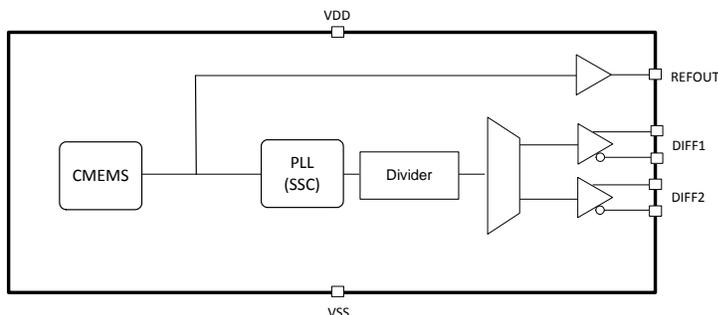 VDD
REFOUT
CMEMS
PLL
(SSC)
Divider
DIFF1
DIFF2
VSS